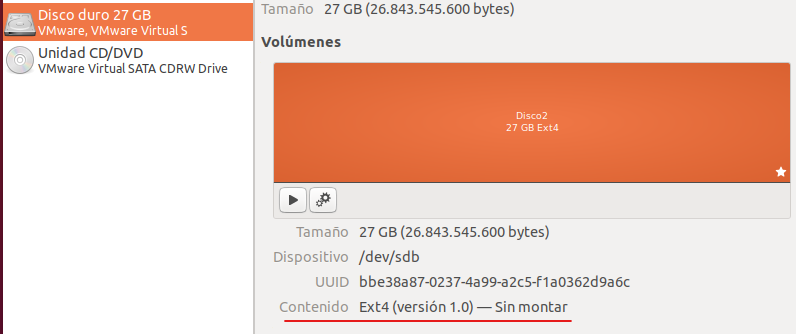 Disco duro 27 GB
VMware, VMware Virtual S
Unidad CD/DVD
VMware Virtual SATA CDRW Drive
Tamaño 27 GB (26.843.545.600 bytes)
Volúmenes
Disco2
27 GB Ext4
Tamaño 27 GB (26.843.545.600 bytes)
Dispositivo /dev/sdb
UUID bbe38a87-0237-4a99-a2c5-f1a0362d9a6c
Contenido Ext4 (versión 1.0) — Sin montar